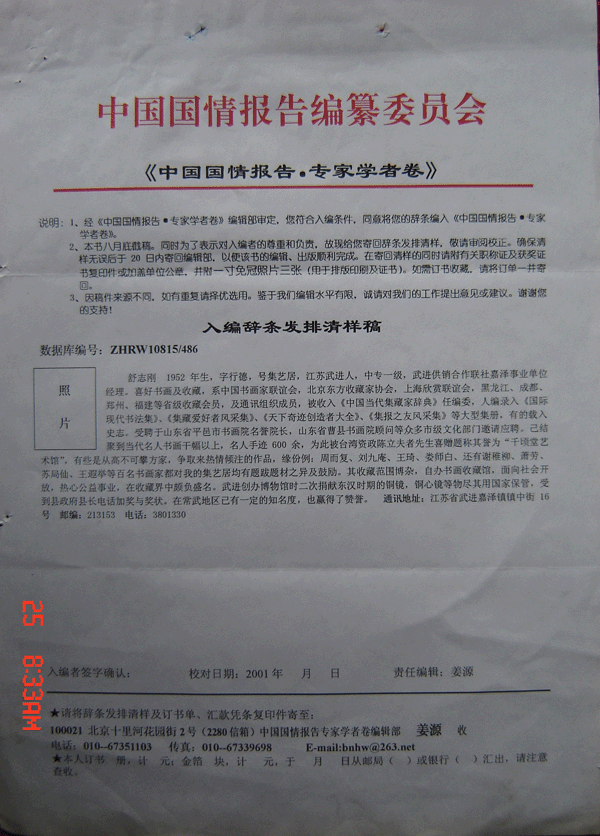 中国国情报告编纂委员会
《中国国情报告•专家学者卷》
说明：1、经《中国国情报告•专家学者卷》编辑部审定，您符合入编条件，同意将您的辞条编入《中国国情报告•专家
学者卷》。
2、本书八月底截稿。同时为了表示对入编者的尊重和负责，故现给您寄回辞条发排清样，敬请审阅校正。确保清
样无误后于 20 日内寄回编辑部，以便该书的编辑、出版顺利完成。在寄回清样的同时请附有关职称证及获奖证
书复印件或加盖单位公章，并附一寸免冠照片三张（用于排版印刷及证书）。如需订书收藏，请将订单一并寄
回。
3、因稿件来源不同，如有重复请择优选用。鉴于我们编辑水平有限，诚请对我们的工作提出意见或建议。谢谢您
的支持！
入编辞条发排清样稿
数据库编号：ZHRW10815/486
照
片
舒志刚 1952 年生，字行德，号集艺居，江苏武进人，中专一级，武进供销合作联社嘉泽事业单位
经理。喜好书画及收藏，系中国书画家联谊会，北京东方收藏家协会，上海欣赏联谊会，黑龙江、成都、
郑州、福建等省级收藏会员，及通讯组织成员，被收入《中国当代集藏家辞典》任编委，人编录入《国际
现代书法集》、《集藏爱好者风采集》、《天下奇迹创造者大全》、《集报之友风采集》等大型集册，有的载入
史志。受聘于山东省平邑市书画院名誉院长，山东省曹县书画院顾问等众多市级文化部门邀请应聘。已结
聚到当代名人书画千幅以上，名人手迹 600 余，为此被台湾资政陈立夫老先生喜赠题称其誉为“千顷堂艺
术馆”，有些是从高不可攀方家，争取来热情倾注的作品，缘份例：周而复、刘九庵、王琦、娄师白、还有谢稚柳、萧劳、
苏局仙、王遐举等百名书画家都对我的集艺居均有题跋题材之异及鼓励。其收藏范围博杂，自办书画收藏馆，面向社会开
放，热心公益事业，在收藏界中颇负盛名。武进创办博物馆时二次捐献东汉时期的铜镜，铜心镜等物尽其用国家保管，受
到县政府县长电话加奖与奖状。在常武地区已有一定的知名度，也赢得了赞誉。 通讯地址：江苏省武进嘉泽镇镇中街 16
号 邮编：213153 电话：3801330
入编者签字确认： 校对日期：2001 年 月 日 责任编辑：姜源
★请将辞条发排清样及订书单、汇款凭条复印件寄至：
100021 北京十里河花园街 2 号（2280 信箱）中国国情报告专家学者卷编辑部 姜源 收
电话：010--67351103 传真：010--67339698 E-mail:bnhw@263.net
★本人订书 册，计 元；金箔 块，计 元，于 月 日从邮局（ ）或银行（ ）汇出，请注意
查收。
25 8:33AM